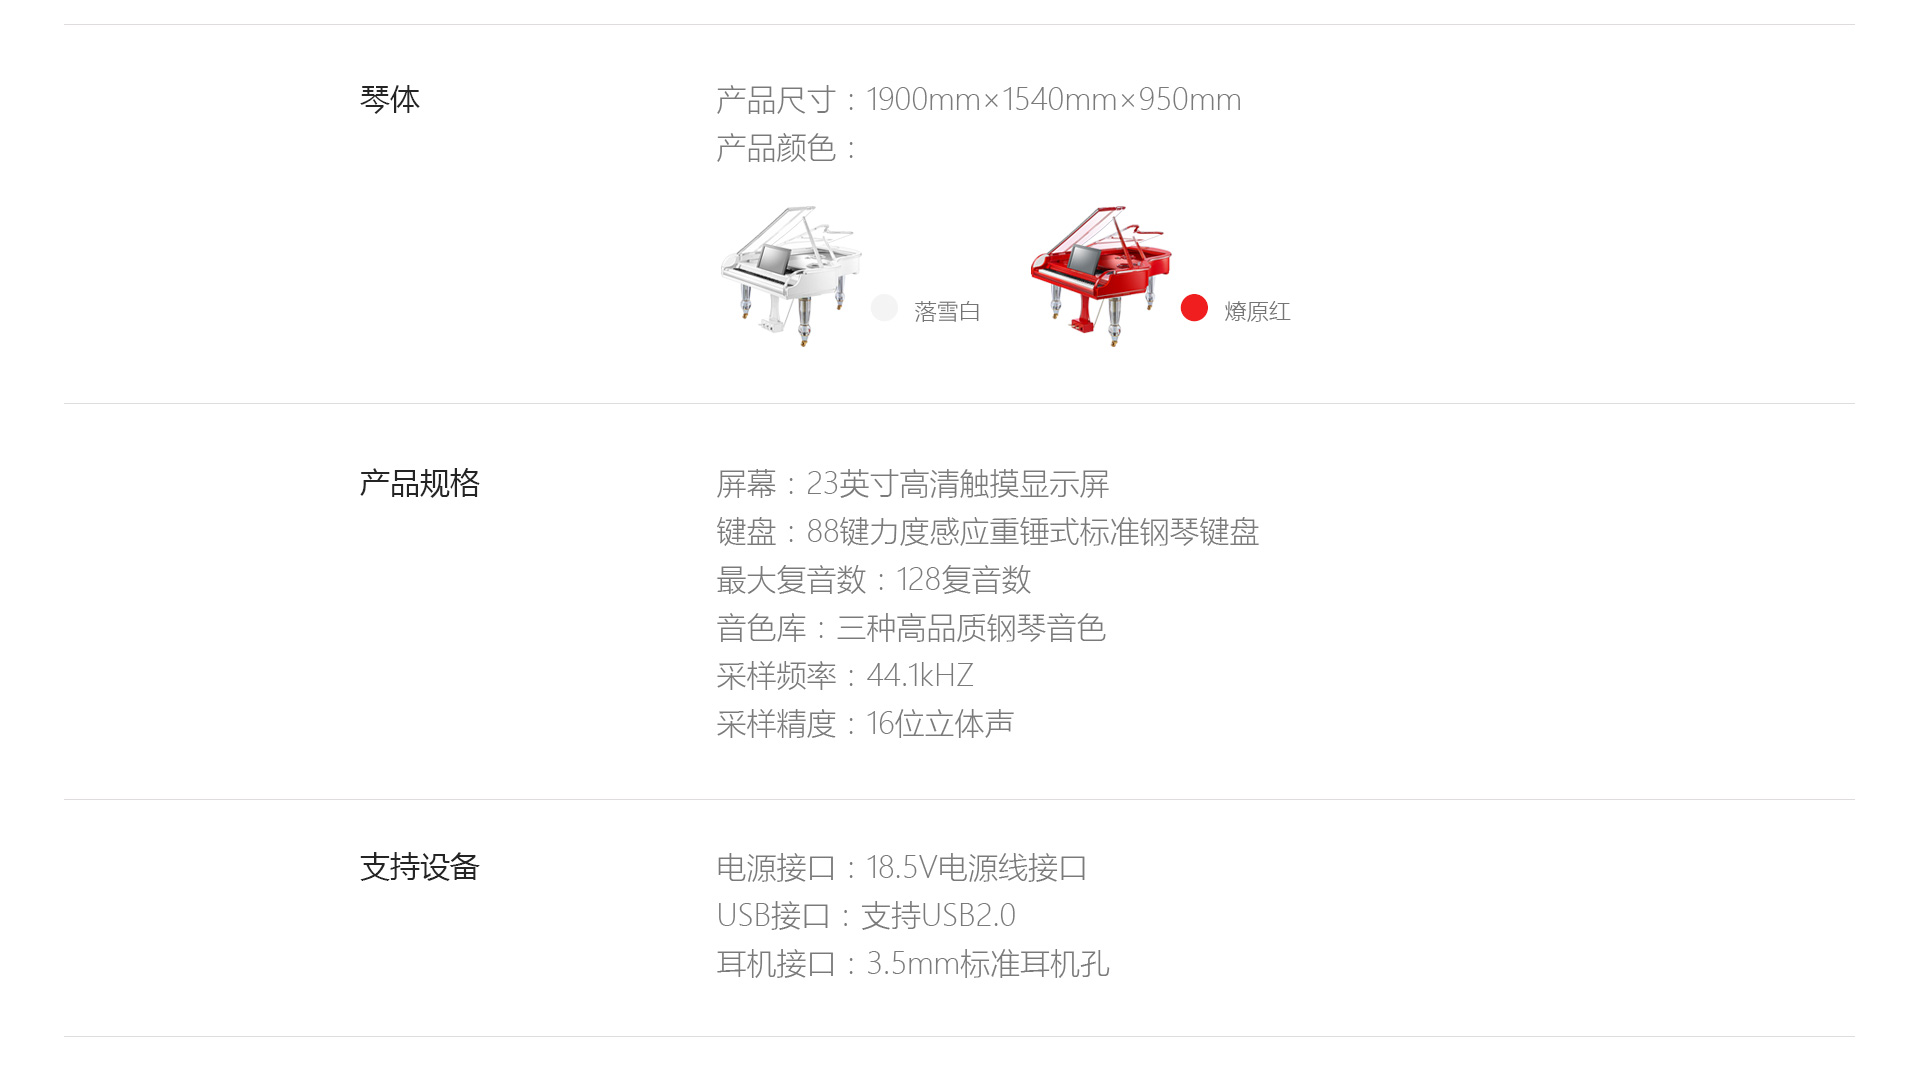 琴体
产品尺寸：1900mm×1540mm×950mm
产品颜色：
落雪白
燎原红
产品规格
屏幕：23英寸高清触摸显示屏
键盘：88键力度感应重锤式标准钢琴键盘
最大复音数：128复音数
音色库：三种高品质钢琴音色
采样频率：44.1kHZ
采样精度：16位立体声
支持设备
电源接口：18.5V电源线接口
USB接口：支持USB2.0
耳机接口：3.5mm标准耳机孔